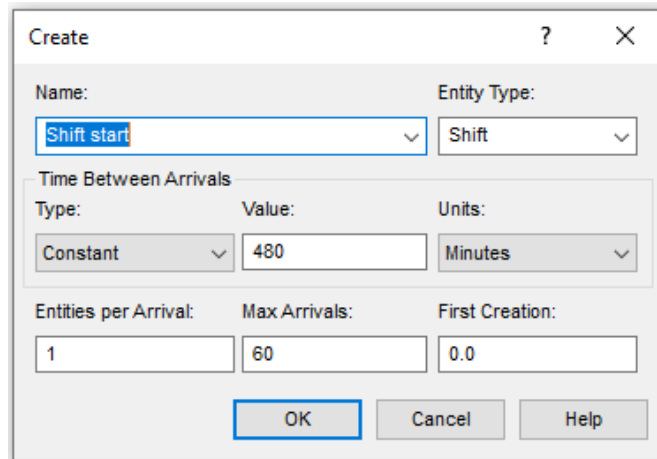 Create ?
Name: Entity Type:
Shift start Shift
Time Between Arrivals
Type: Value: Units:
Constant 480 Minutes
Entities per Arrival: Max Arrivals: First Creation:
1 60 0.0
OK Cancel Help